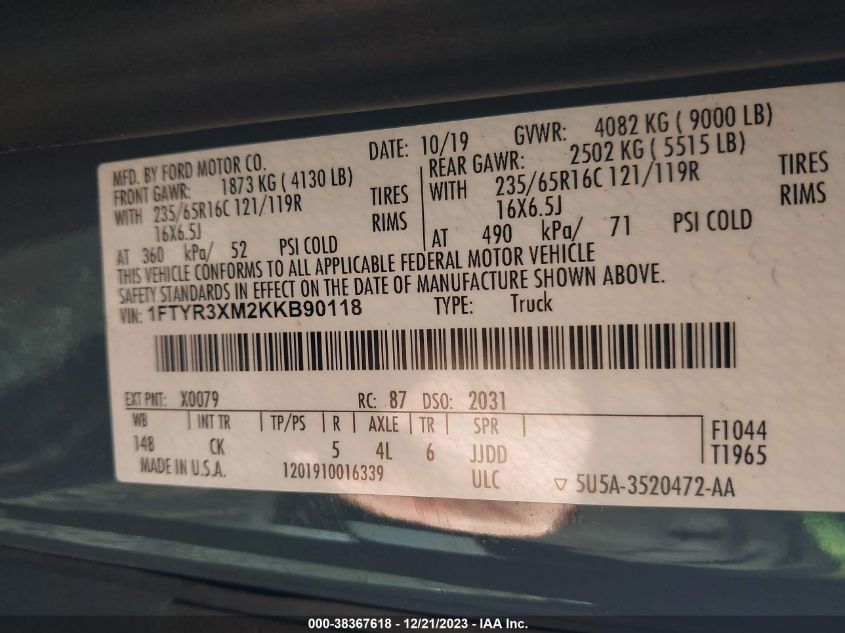 MFD. BY FORD MOTOR CO.
DATE: 10/19 GVWR: 4082 KG ( 9000 LB)
FRONT GAWR: 1873 KG ( 4130 LB)
REAR GAWR: 2502 KG ( 5515 LB)
WITH 235/65R16C 121/119R TIRES
WITH 235/65R16C 121/119R TIRES
16X6.5J RIMS
16X6.5J RIMS
AT 360 kPa/ 52 PSI COLD
AT 490 kPa/ 71 PSI COLD
THIS VEHICLE CONFORMS TO ALL APPLICABLE FEDERAL MOTOR VEHICLE
SAFETY STANDARDS IN EFFECT ON THE DATE OF MANUFACTURE SHOWN ABOVE.
VIN: 1FTYR3XM2KKB90118 TYPE: Truck
EXT PNT: X0079 RC: 87 DSO: 2031
WB INT TR TP/PS R AXLE TR SPR F1044
148 CK 5 4L 6 JJDD T1965
MADE IN U.S.A. 1201910016339 ULC 5U5A-3520472-AA
000-38367618 - 12/21/2023 - IAA Inc.